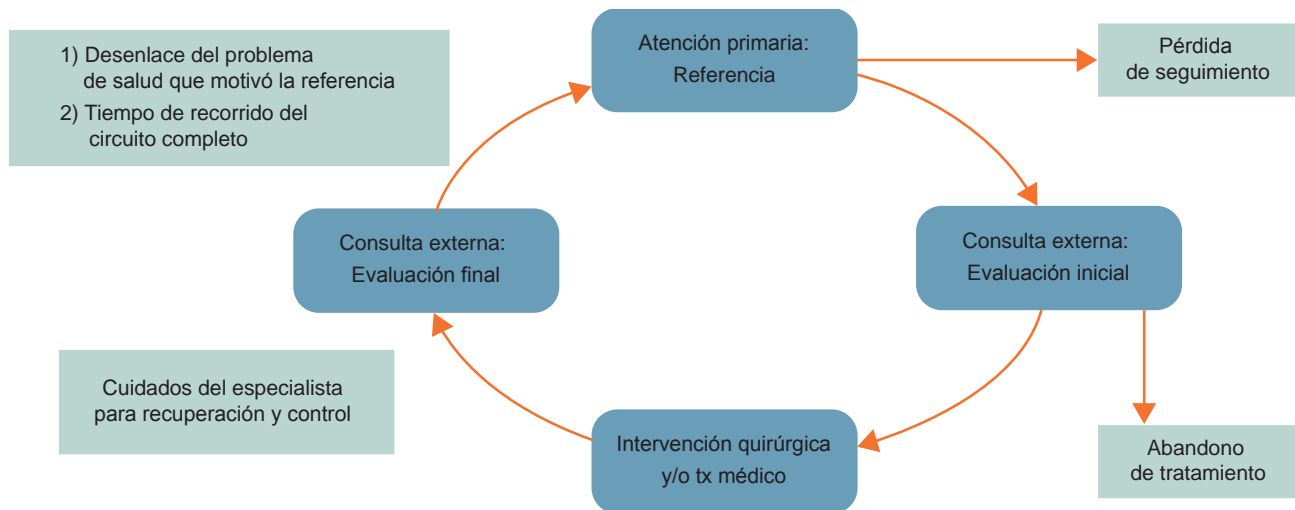 Atención primaria:
Referencia
Pérdida
de seguimiento
1) Desenlace del problema
de salud que motivó la referencia
2) Tiempo de recorrido del
circuito completo
Consulta externa:
Evaluación final
Consulta externa:
Evaluación inicial
Cuidados del especialista
para recuperación y control
Intervención quirúrgica
y/o tx médico
Abandono
de tratamiento